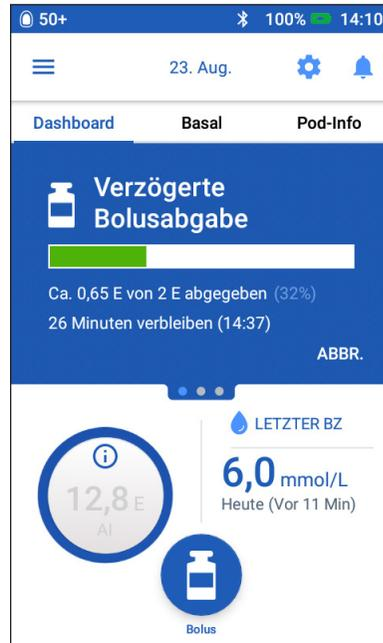 50+ 100% 14:10
23. Aug.
Dashboard Basal Pod-Info
Verzögerte
Bolusabgabe
Ca. 0,65 E von 2 E abgegeben (32%)
26 Minuten verbleiben (14:37)
ABBR.
LETZTER BZ
6,0 mmol/L
Heute (Vor 11 Min)
12,8 E
AI
Bolus